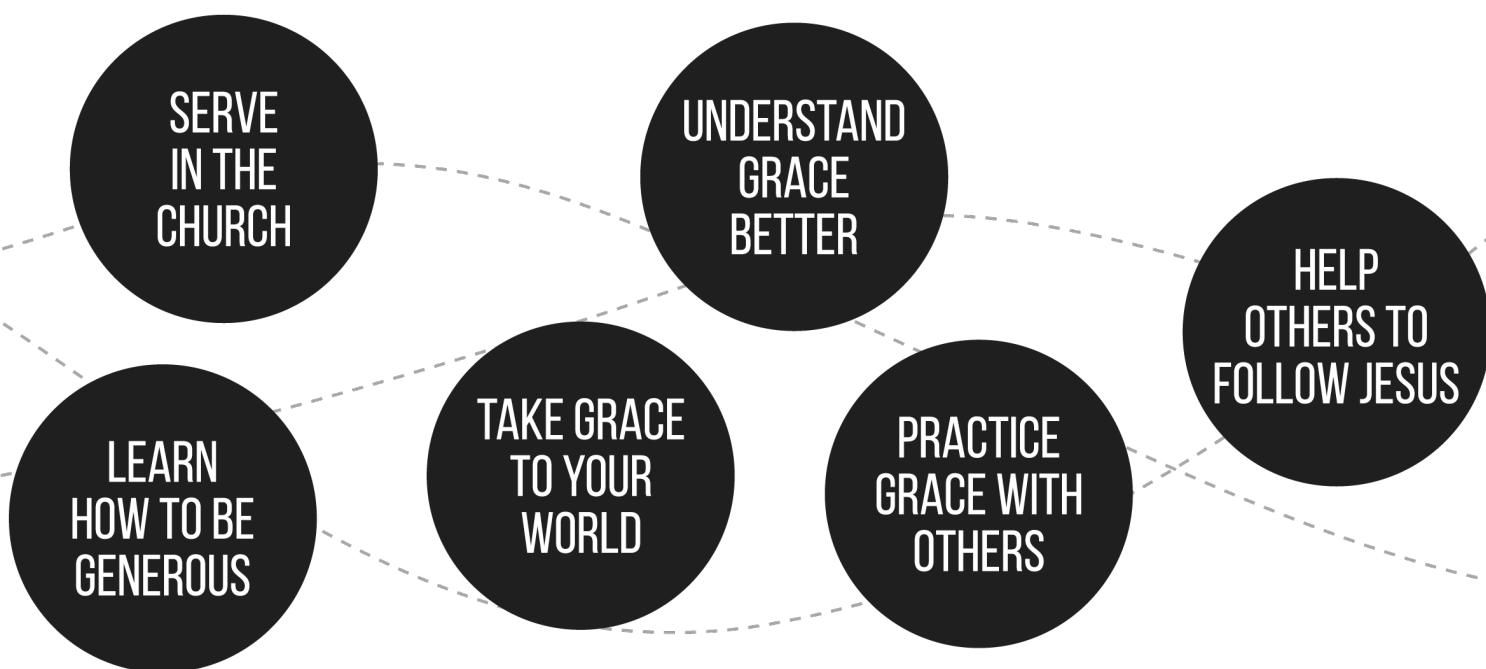 SERVE
IN THE
CHURCH
UNDERSTAND
GRACE
BETTER
HELP
OTHERS TO
FOLLOW JESUS
LEARN
HOW TO BE
GENEROUS
TAKE GRACE
TO YOUR
WORLD
PRACTICE
GRACE WITH
OTHERS